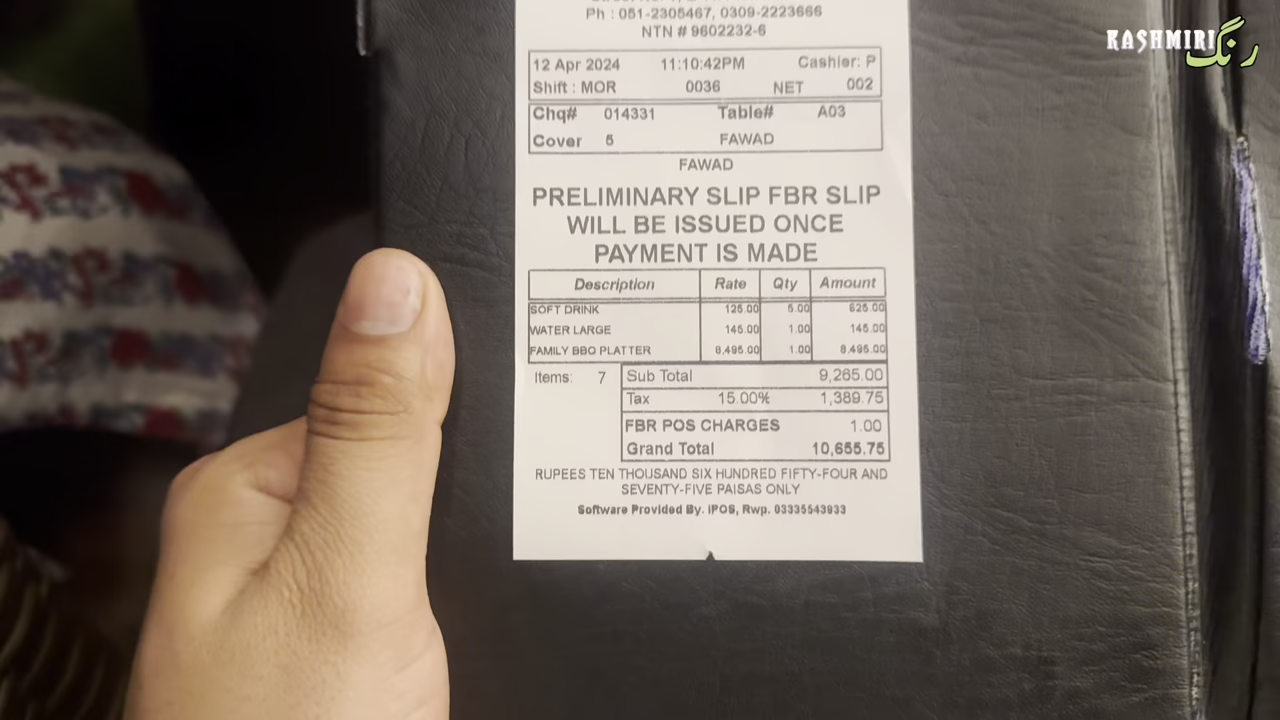 KASHMIRI رنگ
Ph : 051-2305467, 0309-2223666
NTN # 9602232-6
12 Apr 2024 11:10:42PM Cashier: P
Shift : MOR 0036 NET 002
Chq# 014331 Table# A03
Cover 5 FAWAD
FAWAD
PRELIMINARY SLIP FBR SLIP
WILL BE ISSUED ONCE
PAYMENT IS MADE
Description Rate Qty Amount
SOFT DRINK 125.00 5.00 625.00
WATER LARGE 145.00 1.00 145.00
FAMILY BBQ PLATTER 8,495.00 1.00 8,495.00
Items: 7 Sub Total 9,265.00
Tax 15.00% 1,389.75
FBR POS CHARGES 1.00
Grand Total 10,655.75
RUPEES TEN THOUSAND SIX HUNDRED FIFTY-FOUR AND
SEVENTY-FIVE PAISAS ONLY
Software Provided By. IPOS, Rwp. 03335543933